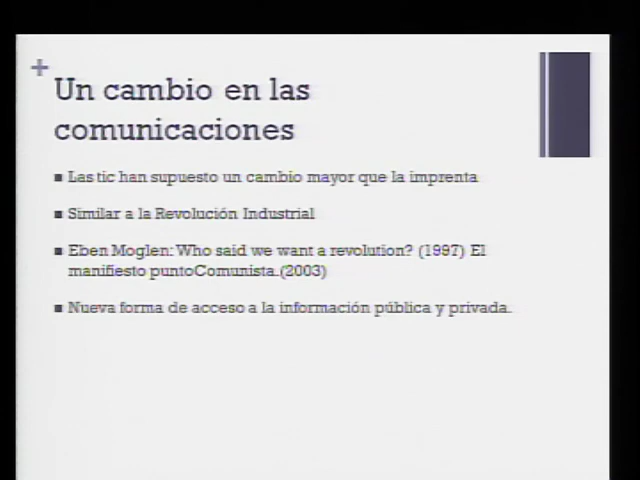 Un cambio en las
comunicaciones
Las tic han supuesto un cambio mayor que la imprenta
Similar a la Revolución Industrial
Eben Moglen: Who said we want a revolution? (1997) El
manifiesto puntoComunista.(2003)
Nueva forma de acceso a la información pública y privada.